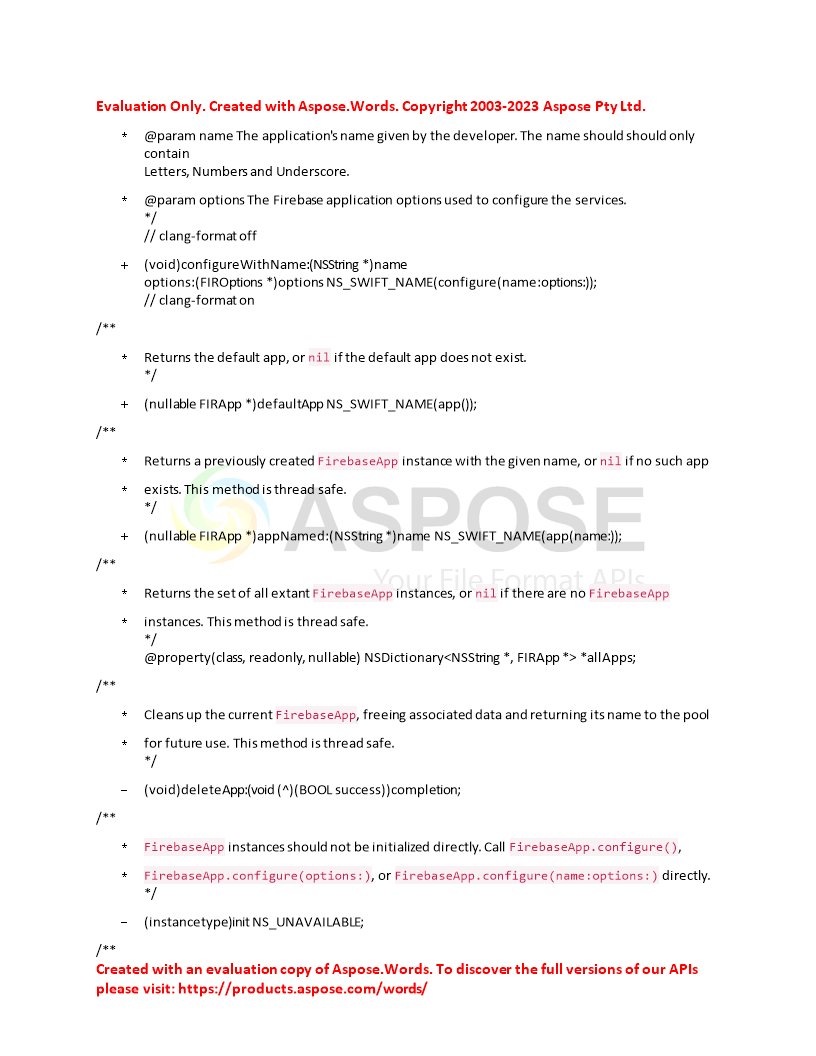 Evaluation Only. Created with Aspose.Words. Copyright 2003-2023 Aspose Pty Ltd.
* @param name The application's name given by the developer. The name should should only
contain
Letters, Numbers and Underscore.
* @param options The Firebase application options used to configure the services.
*/
// clang-format off
+ (void)configureWithName:(NSString *)name
options:(FIROptions *)options NS_SWIFT_NAME(configure(name:options:));
// clang-format on
/**
* Returns the default app, or nil if the default app does not exist.
*/
+ (nullable FIRApp *)defaultApp NS_SWIFT_NAME(app());
/**
* Returns a previously created FirebaseApp instance with the given name, or nil if no such app
* exists. This method is thread safe.
*/
ASPOSE
+ (nullable FIRApp *)appNamed:(NSString *)name NS_SWIFT_NAME(app(name:));
/**
Your File Format APIs
* Returns the set of all extant FirebaseApp instances, or nil if there are no FirebaseApp
* instances. This method is thread safe.
*/
@property(class, readonly, nullable) NSDictionary<NSString *, FIRApp *> *allApps;
/**
* Cleans up the current FirebaseApp, freeing associated data and returning its name to the pool
* for future use. This method is thread safe.
*/
− (void)deleteApp:(void (^)(BOOL success))completion;
/**
* FirebaseApp instances should not be initialized directly. Call FirebaseApp.configure(),
* FirebaseApp.configure(options:), or FirebaseApp.configure(name:options:) directly.
*/
− (instancetype)init NS_UNAVAILABLE;
/**
Created with an evaluation copy of Aspose.Words. To discover the full versions of our APIs
please visit: https://products.aspose.com/words/